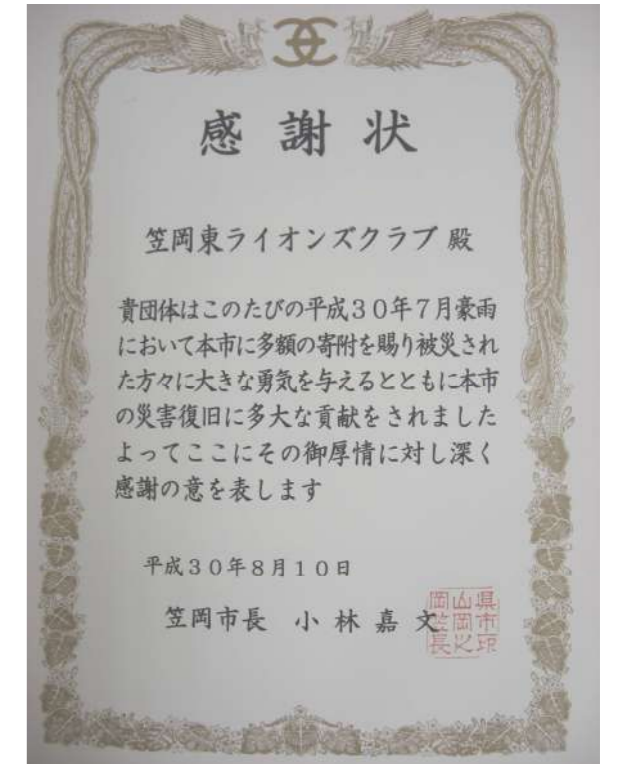 感謝状
笠岡東ライオンズクラブ 殿
貴団体はこのたびの平成30年7月豪雨
において本市に多額の寄附を賜り被災され
た方々に大きな勇気を与えるとともに本市
の災害復旧に多大な貢献をされました
よってここにその御厚情に対し深く
感謝の意を表します
平成30年8月10日
笠岡市長 小林嘉文